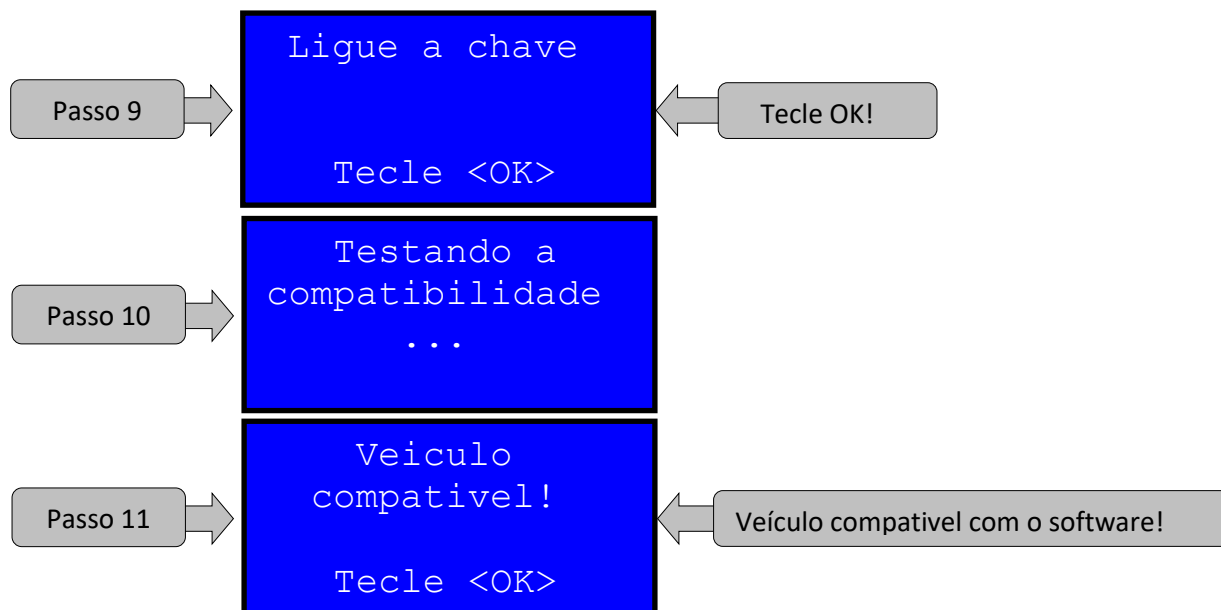 Ligue a chave
Passo 9
Tecle OK!
Tecle <OK>
Testando a
compatibilidade
Passo 10
...
Veiculo
compativel!
Passo 11
Veículo compativel com o software!
Tecle <OK>